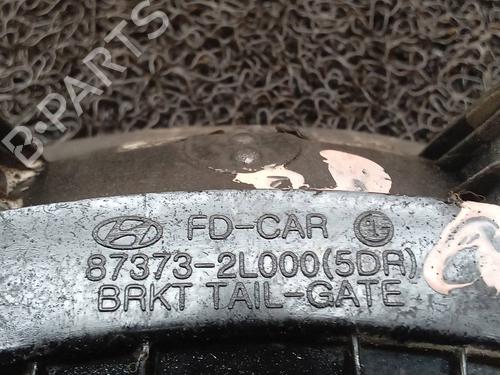 B-PARTS
FD-CAR
87373-2L000(5DR)
BRKT TAIL-GATE